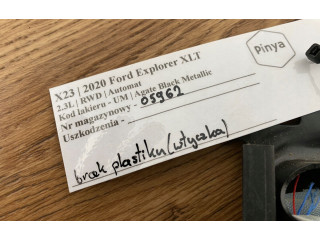 X23 | 2020 Ford Explorer XLT
2.3L | RWD | Automat
Kod lakieru - UM | Agate Black Metallic
Nr magazynowy - 05962
Uszkodzenia -
brak plastiku (wtyczka)
Pinya